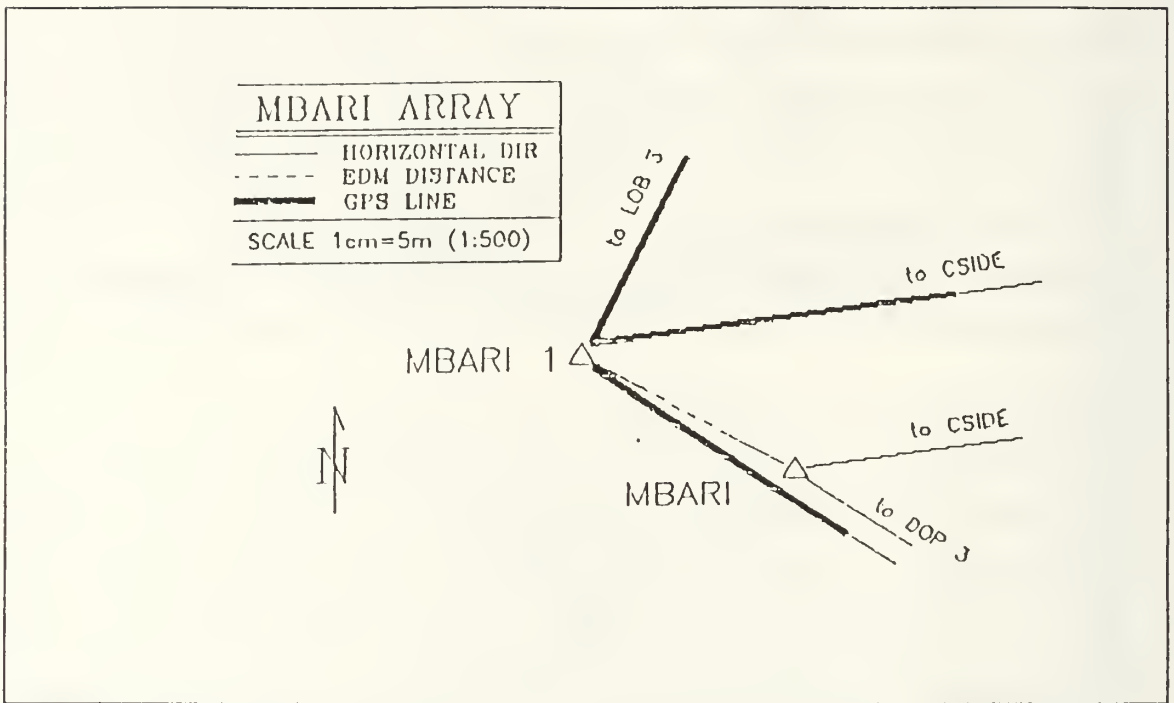 MBARI ARRAY
HORIZONTAL DIR
EDM DISTANCE
GPS LINE
SCALE 1cm=5m (1:500)
to LOB 3
to CSIDE
MBARI 1
to CSIDE
N
MBARI
to DOP 3